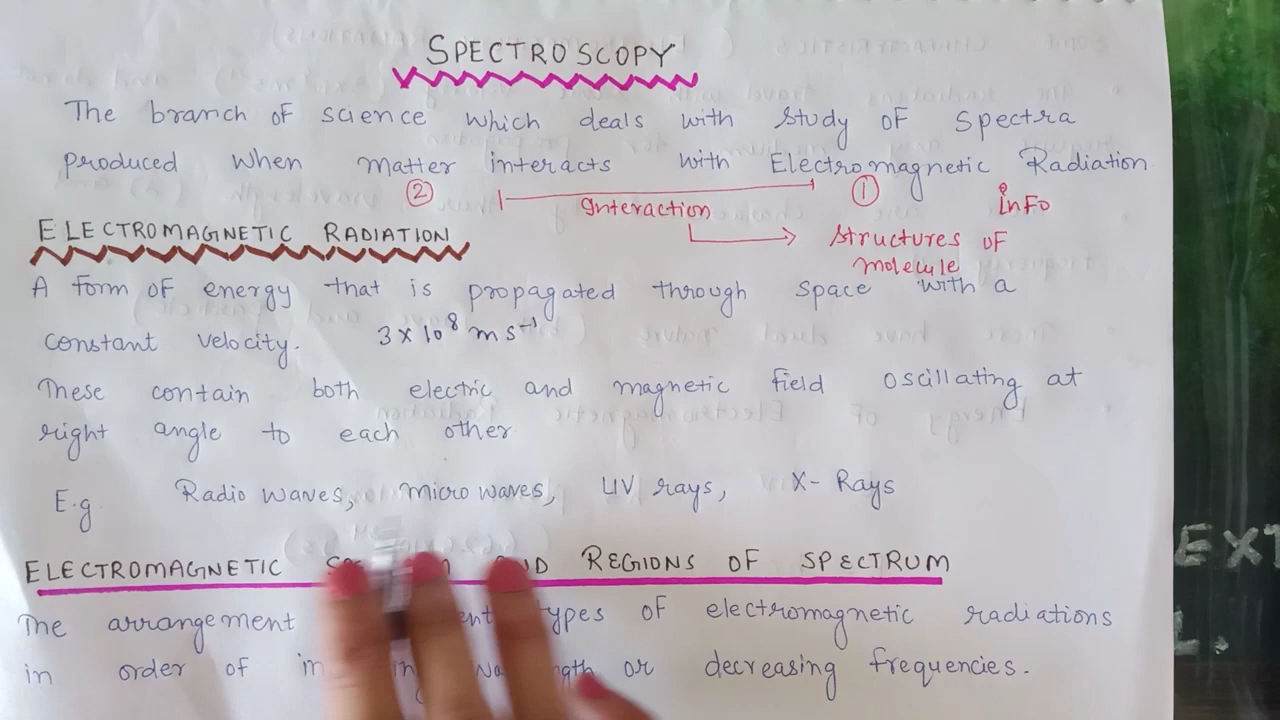 SPECTROSCOPY
The branch of science which deals with study of spectra
produced when matter interacts with Electromagnetic Radiation
② Interaction ① info
ELECTROMAGNETIC RADIATION
structures of
molecule
A form of energy that is propagated through space with a
constant velocity. 3 x 10⁸ m s⁻¹
These contain both electric and magnetic field oscillating at
right angle to each other
E.g Radio waves, micro waves, UV rays, X-Rays
ELECTROMAGNETIC REGIONS OF SPECTRUM
The arrangement types of electromagnetic radiations
in order of or decreasing frequencies.
EXT
L.